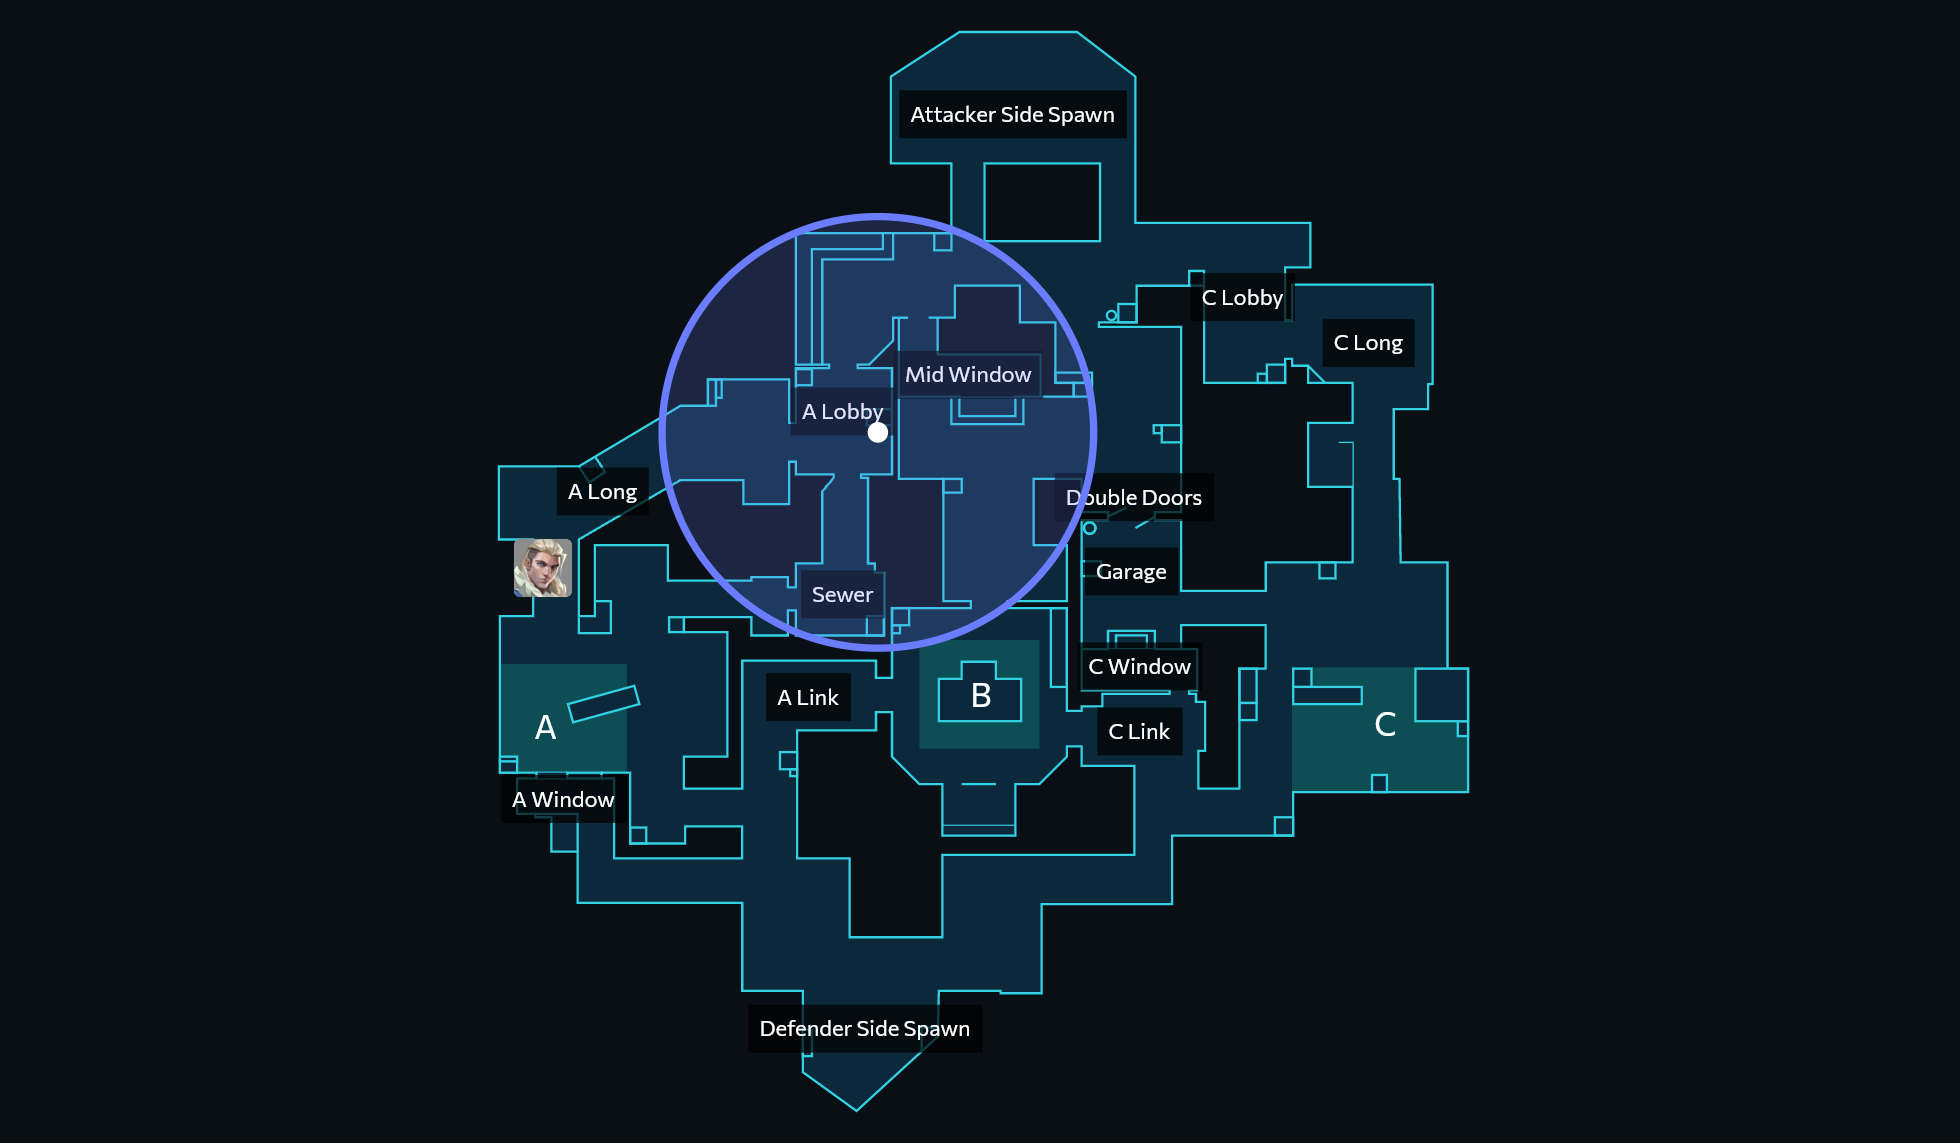 Attacker Side Spawn
C Lobby
C Long
Mid Window
A Lobby
A Long
Double Doors
Garage
Sewer
C Window
A Link
B
A
C
C Link
A Window
Defender Side Spawn